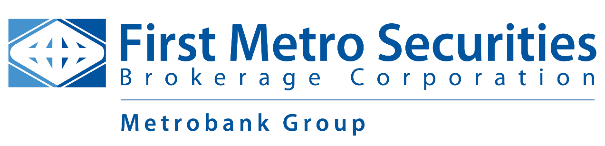 First Metro Securities
Brokerage Corporation
Metrobank Group